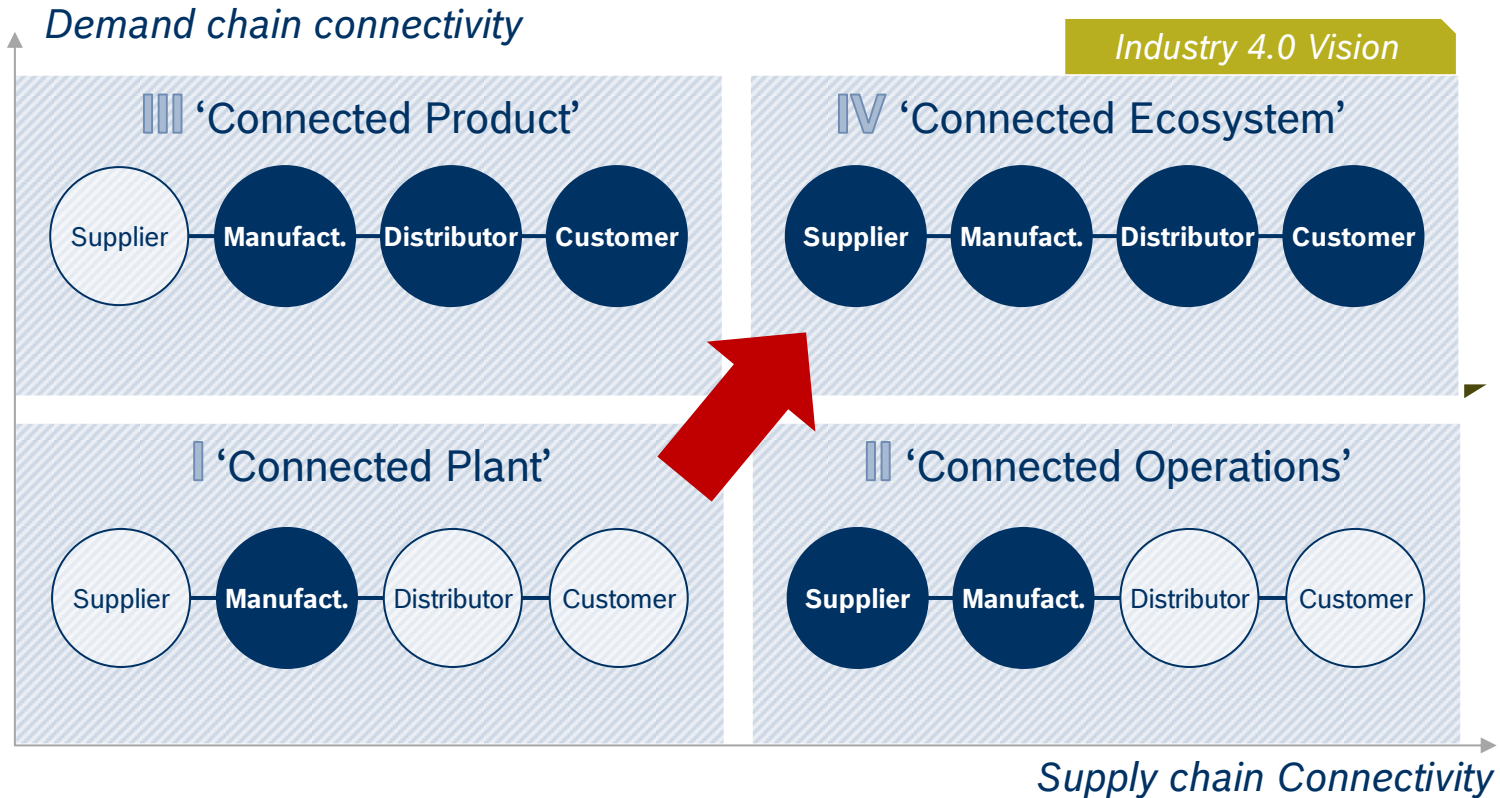 Demand chain connectivity
Industry 4.0 Vision
III ‘Connected Product’
Supplier
Manufact.
Distributor
Customer
IV ‘Connected Ecosystem’
Supplier
Manufact.
Distributor
Customer
I ‘Connected Plant’
Supplier
Manufact.
Distributor
Customer
II ‘Connected Operations’
Supplier
Manufact.
Distributor
Customer
Supply chain Connectivity